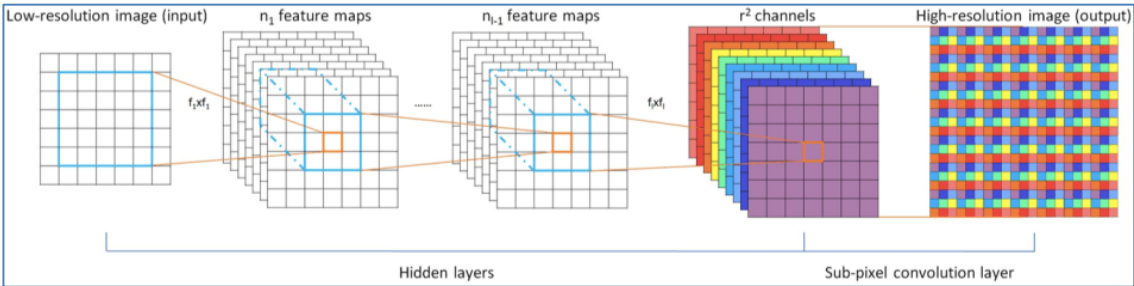 Low-resolution image (input)
n₁ feature maps
nₗ₋₁ feature maps
r² channels
High-resolution image (output)
f₁xf₁
......
fₗxfₗ
Hidden layers
Sub-pixel convolution layer